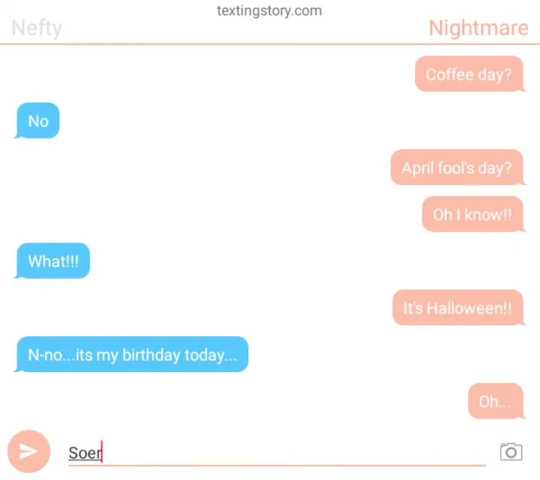 textingstory.com
Nefty
Nightmare
Coffee day?
No
April fool's day?
Oh I know!!
What!!!
It's Halloween!!
N-no...its my birthday today...
Oh...
Soer